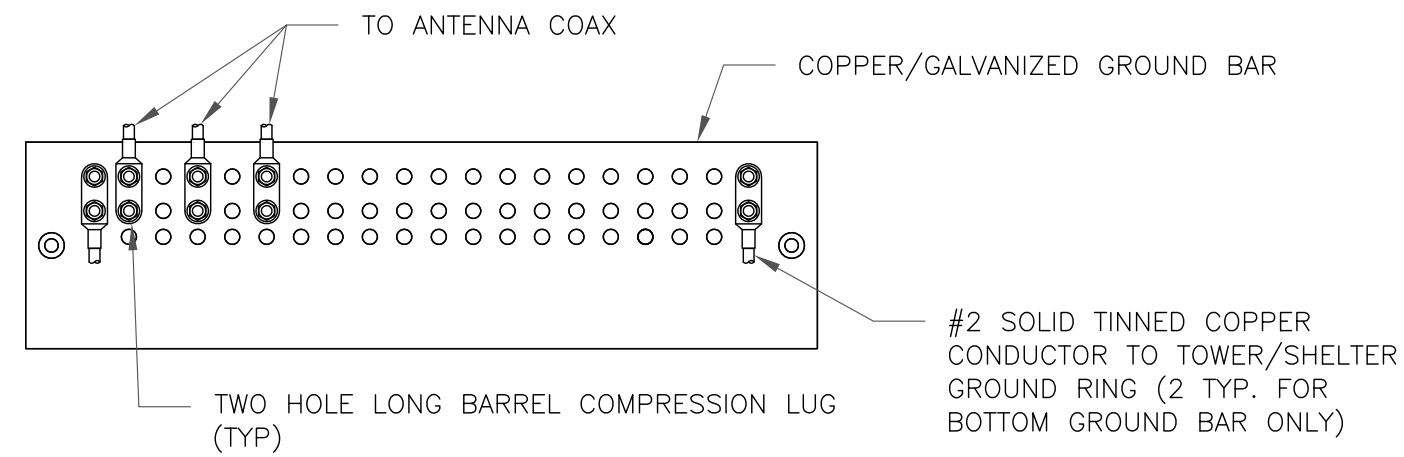 TO ANTENNA COAX
COPPER/GALVANIZED GROUND BAR
#2 SOLID TINNED COPPER
CONDUCTOR TO TOWER/SHELTER
GROUND RING (2 TYP. FOR
BOTTOM GROUND BAR ONLY)
TWO HOLE LONG BARREL COMPRESSION LUG
(TYP)